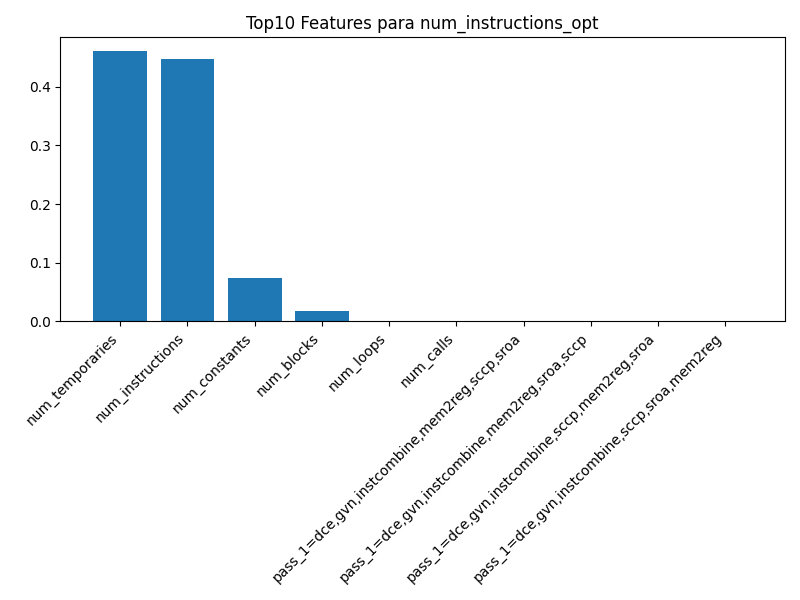 Top10 Features para num_instructions_opt
0.4
0.3
0.2
0.1
0.0
num_temporaries
num_instructions
num_constants
num_blocks
num_loops
num_calls
pass_1=dce,gvn,instcombine,mem2reg,sccp,sroa
pass_1=dce,gvn,instcombine,mem2reg,sroa,sccp
pass_1=dce,gvn,instcombine,sccp,mem2reg,sroa
pass_1=dce,gvn,instcombine,sccp,sroa,mem2reg